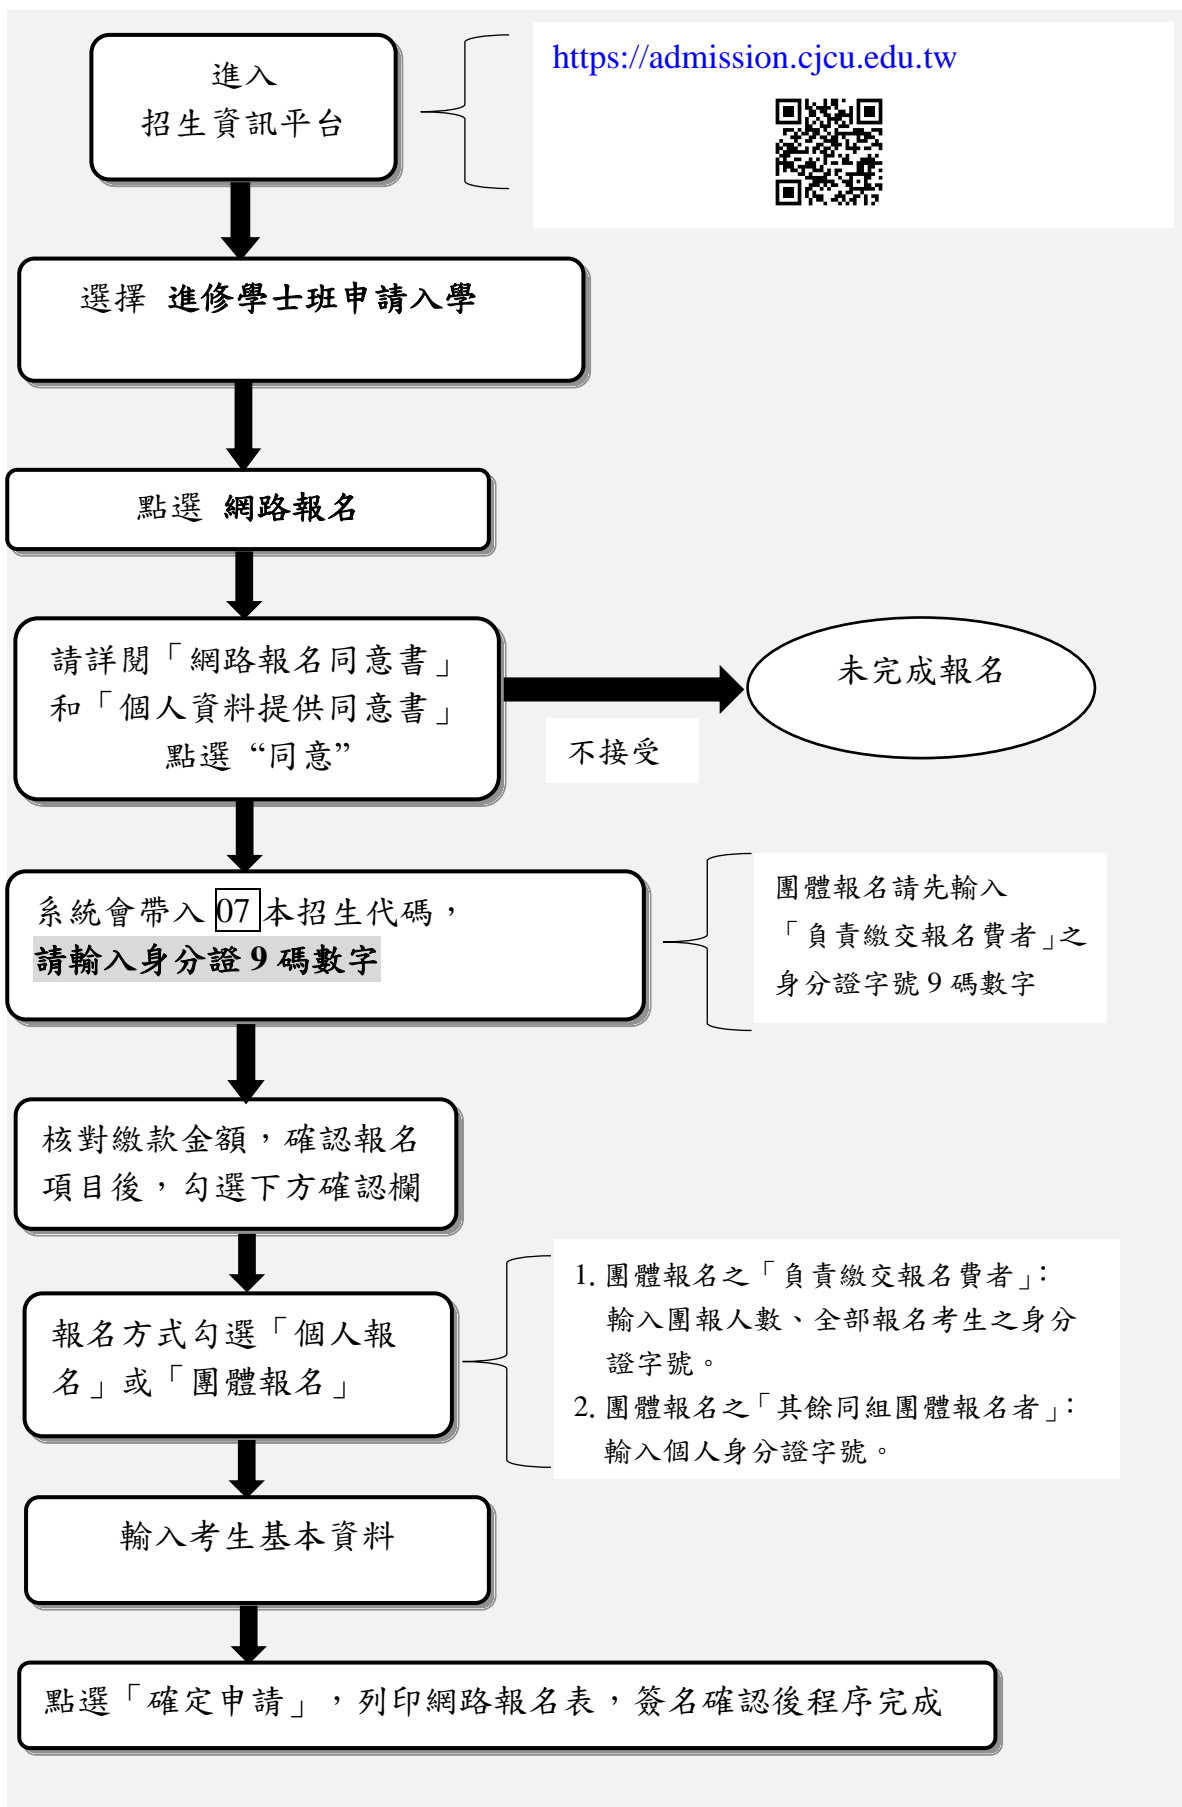 進入
招生資訊平台
https://admission.cjcu.edu.tw
選擇 進修學士班申請入學
點選 網路報名
請詳閱「網路報名同意書」
和「個人資料提供同意書」
點選 “同意”
不接受
未完成報名
系統會帶入 07 本招生代碼，
請輸入身分證 9 碼數字
團體報名請先輸入
「負責繳交報名費者」之
身分證字號 9 碼數字
核對繳款金額，確認報名
項目後，勾選下方確認欄
報名方式勾選「個人報
名」或「團體報名」
1. 團體報名之「負責繳交報名費者」：
輸入團報人數、全部報名考生之身分
證字號。
2. 團體報名之「其餘同組團體報名者」：
輸入個人身分證字號。
輸入考生基本資料
點選「確定申請」，列印網路報名表，簽名確認後程序完成